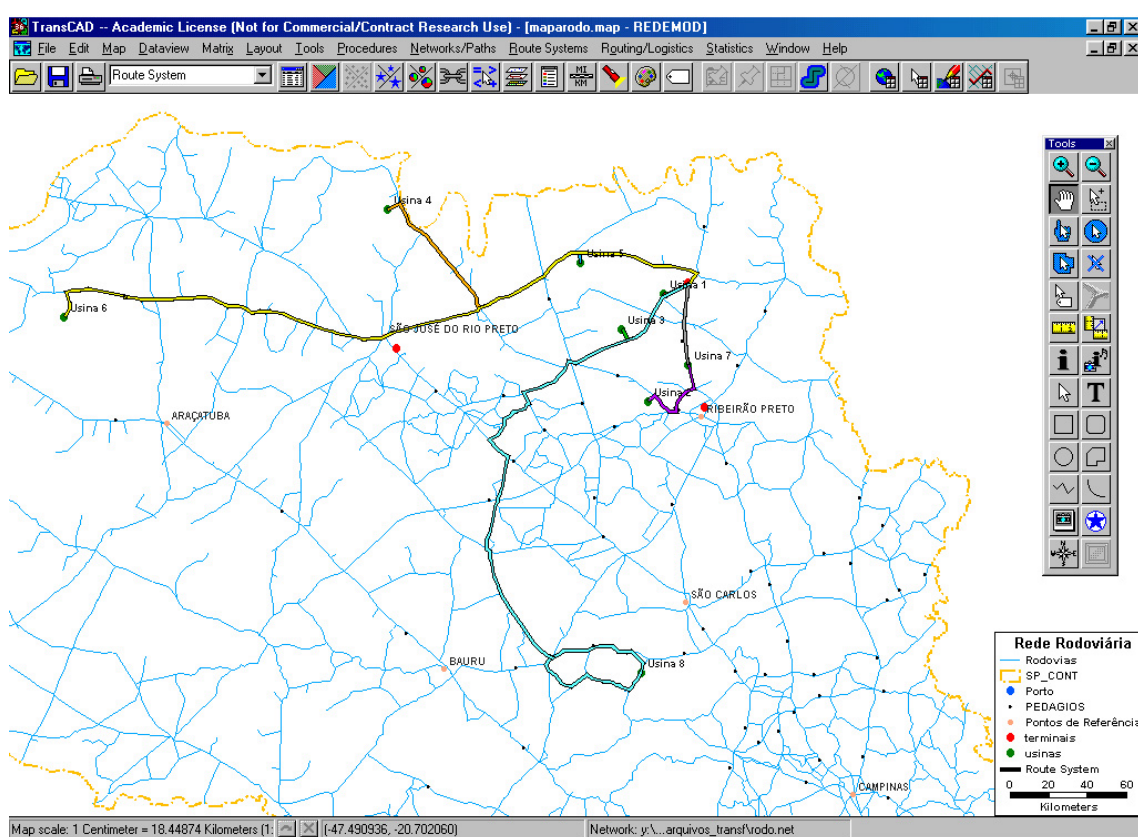 TransCAD -- Academic License (Not for Commercial/Contract Research Use) - [maparodo.map - REDEMOD]
File Edit Map Dataview Matrix Layout Tools Procedures Networks/Paths Route Systems Routing/Logistics Statistics Window Help
Route System
MI
KM
Tools
Usina 4
Usina 5
Usina 1
Usina 6
Usina 3
SÃO JOSÉ DO RIO PRETO
Usina 7
Usina 2
RIBEIRÃO PRETO
ARAÇATUBA
SÃO CARLOS
BAURU
Usina 8
CAMPINAS
Rede Rodoviária
Rodovias
SP_CONT
Porto
PEDAGIOS
Pontos de Referência
terminais
usinas
Route System
0 20 40 60
Kilometers
Map scale: 1 Centimeter = 18.44874 Kilometers (1:
(-47.490936, -20.702060)
Network: y:\...arquivos_transf\rodo.net